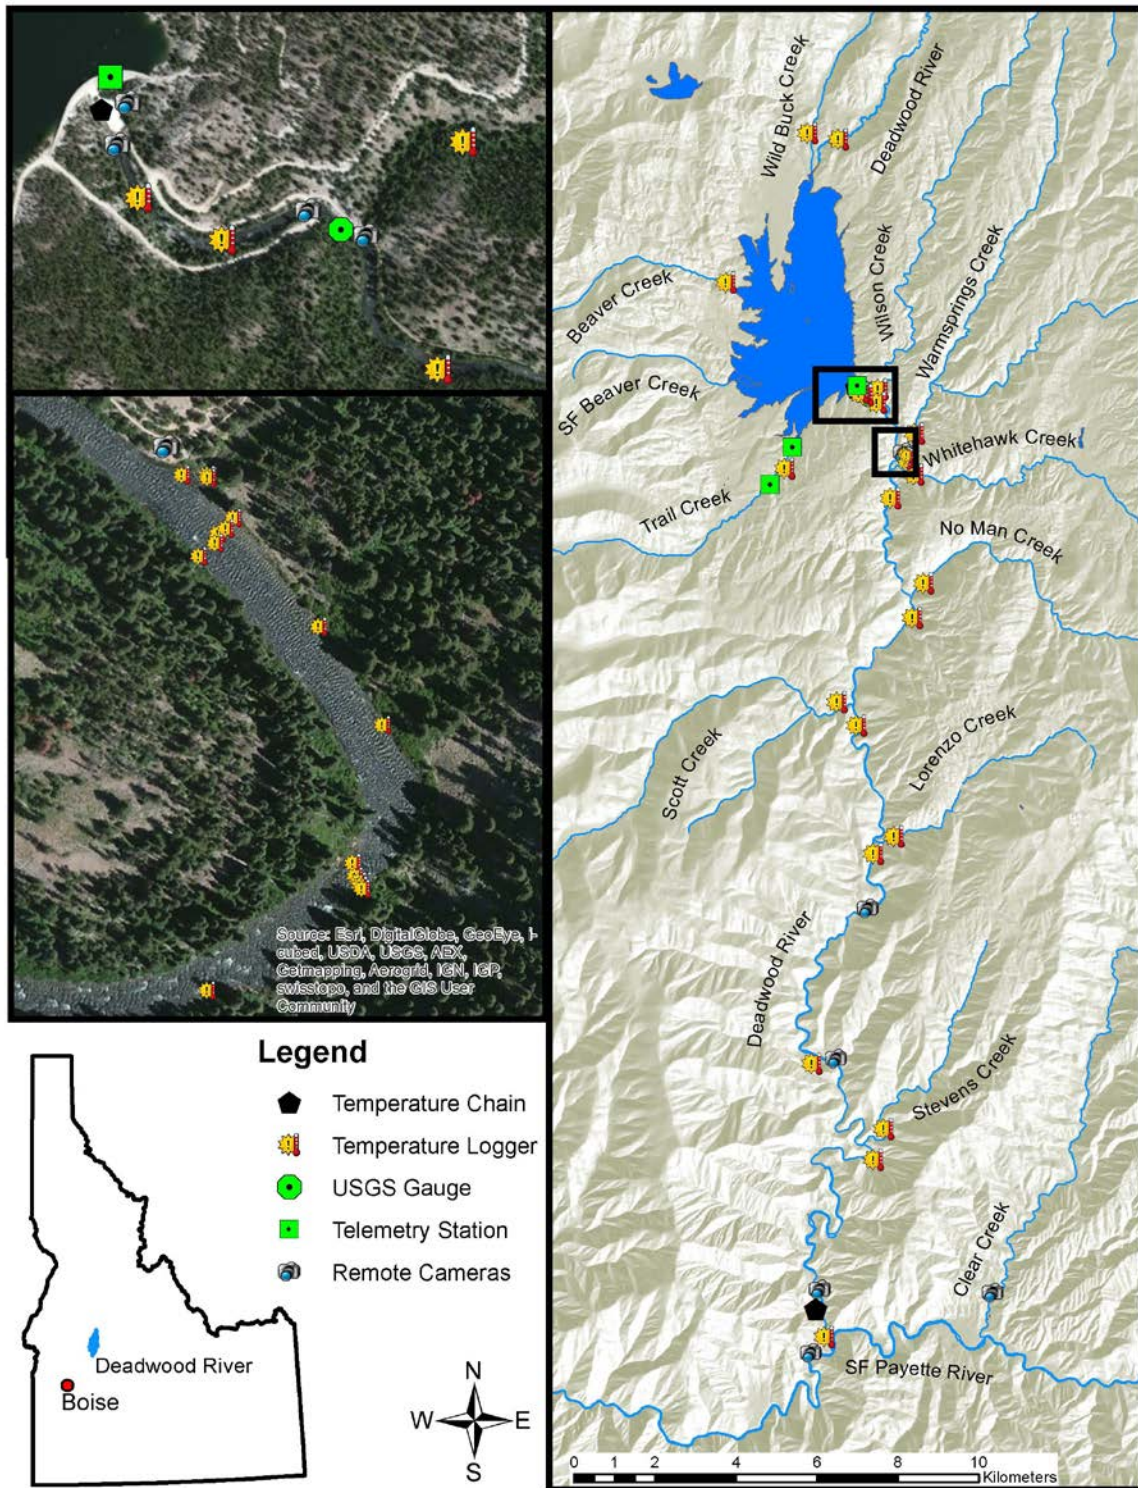 Wild Buck Creek
Deadwood River
Wilson Creek
Warmsprings Creek
Beaver Creek
SF Beaver Creek
Whitehawk Creek
Trail Creek
No Man Creek
Scott Creek
Lorenzo Creek
Deadwood River
Stevens Creek
Clear Creek
SF Payette River
0 1 2 4 6 8 10
Kilometers
Source: Esri, DigitalGlobe, GeoEye, i-
cubed, USDA, USGS, AEX,
Getmapping, Aerogrid, IGN, IGP,
swisstopo, and the GIS User
Community
Legend
Temperature Chain
Temperature Logger
USGS Gauge
Telemetry Station
Remote Cameras
Deadwood River
Boise
N
W E
S